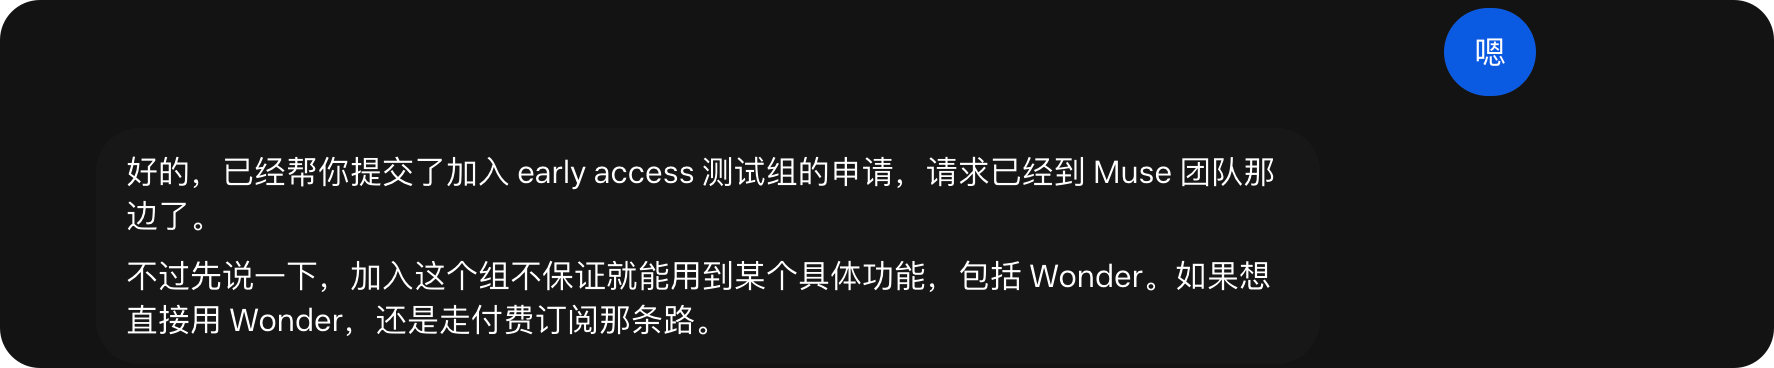 嗯
好的，已经帮你提交了加入 early access 测试组的申请，请求已经到 Muse 团队那
边了。
不过先说一下，加入这个组不保证就能用到某个具体功能，包括 Wonder。如果想
直接用 Wonder，还是走付费订阅那条路。